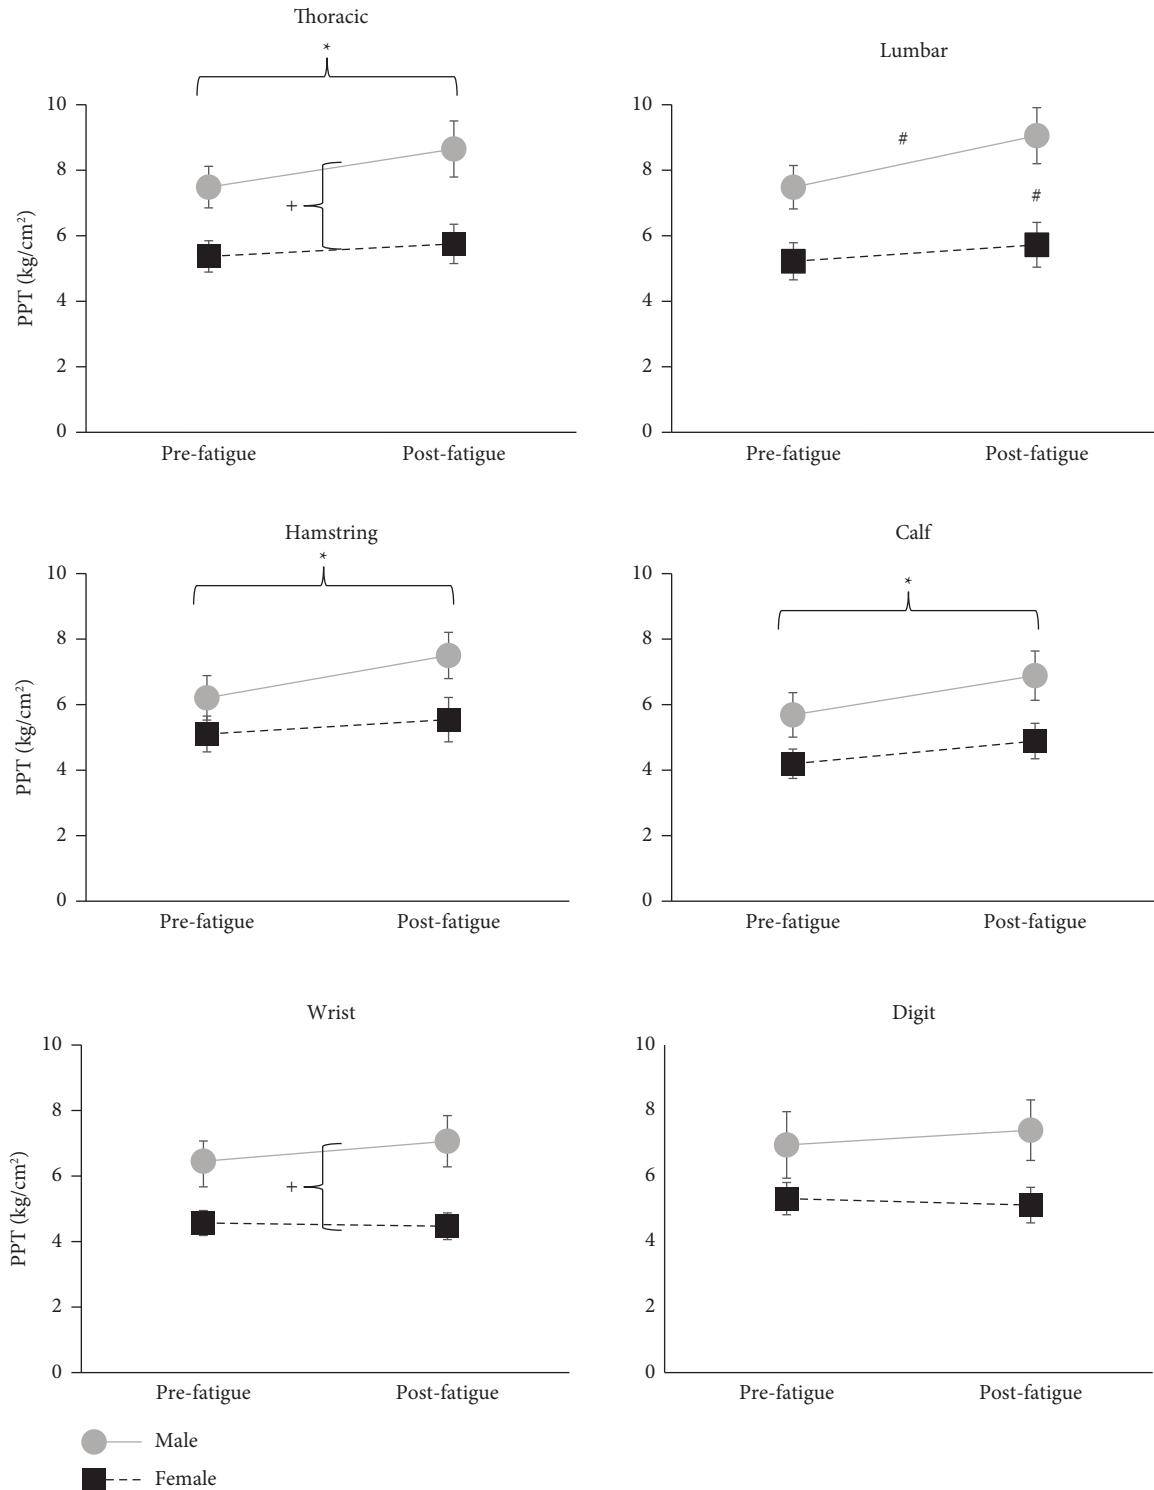 Thoracic
*
10
8
6
4
2
0
PPT (kg/cm²)
+
Pre-fatigue
Post-fatigue
Lumbar
10
8
6
4
2
0
#
#
Pre-fatigue
Post-fatigue
Hamstring
*
10
8
6
4
2
0
PPT (kg/cm²)
Pre-fatigue
Post-fatigue
Calf
*
10
8
6
4
2
0
Pre-fatigue
Post-fatigue
Wrist
10
8
6
4
2
0
PPT (kg/cm²)
+
Pre-fatigue
Post-fatigue
Digit
10
8
6
4
2
0
Pre-fatigue
Post-fatigue
Male
Female